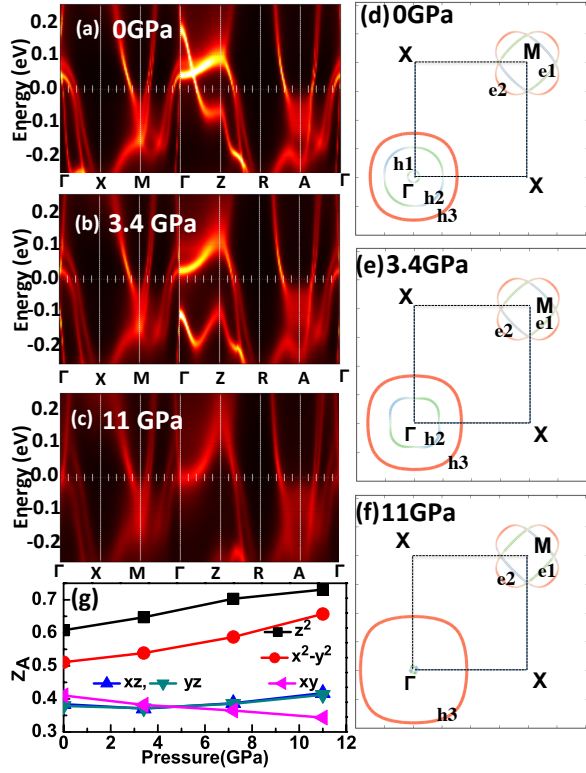 (a) 0GPa
Energy (eV)
0.2
0.1
0.0
-0.1
-0.2
Γ X M Γ Z R A Γ
(b) 3.4 GPa
Energy (eV)
0.2
0.1
0.0
-0.1
-0.2
(c) 11 GPa
Energy (eV)
0.2
0.1
0.0
-0.1
-0.2
Γ X M Γ Z R A Γ
(g)
Z_A
0.7
0.6
0.5
0.4
0.3
z²
x²-y²
xz, yz
xy
0 2 4 6 8 10 12
Pressure(GPa)
(d) 0GPa
X
M
e1
e2
h1
Γ
h2
h3
X
(e) 3.4GPa
X
M
e1
e2
Γ
h2
h3
X
(f) 11GPa
X
M
e1
e2
Γ
h3
X